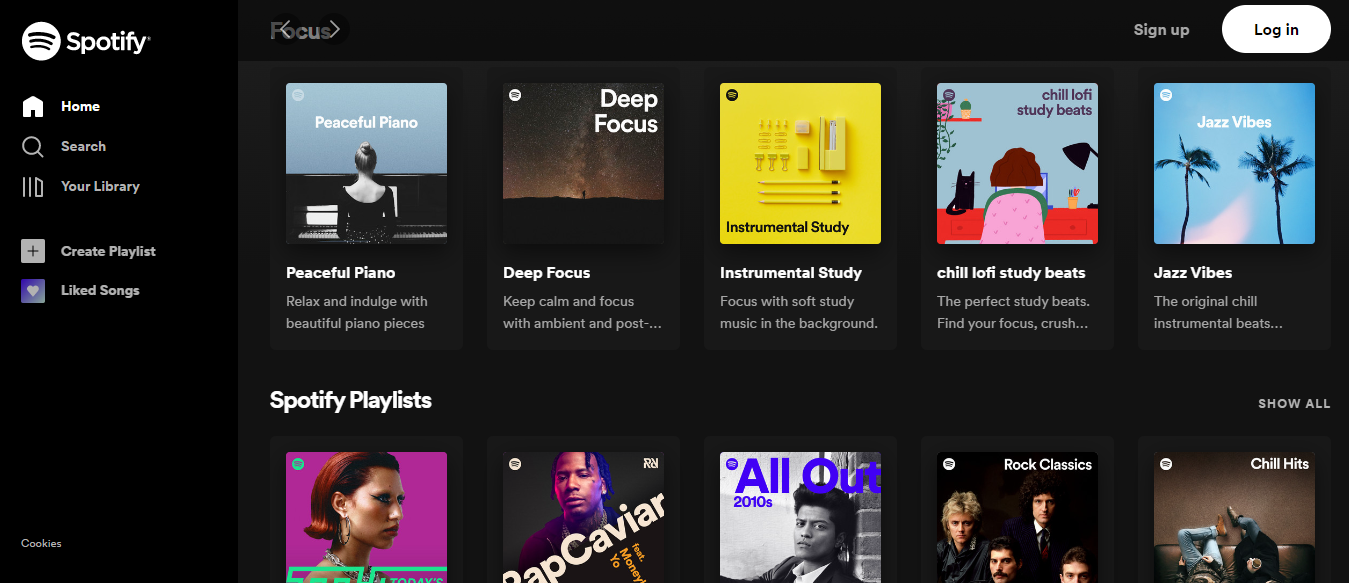 Spotify
Home
Search
Your Library
Create Playlist
Liked Songs
Cookies
Focus
Sign up
Log in
Peaceful Piano
Peaceful Piano
Relax and indulge with
beautiful piano pieces
Deep
Focus
Deep Focus
Keep calm and focus
with ambient and post-...
Instrumental Study
Instrumental Study
Focus with soft study
music in the background.
chill lofi
study beats
chill lofi study beats
The perfect study beats.
Find your focus, crush...
Jazz Vibes
Jazz Vibes
The original chill
instrumental beats...
Spotify Playlists
SHOW ALL
TODAY'S
RapCaviar
feat.
All Out
2010s
Rock Classics
Chill Hits